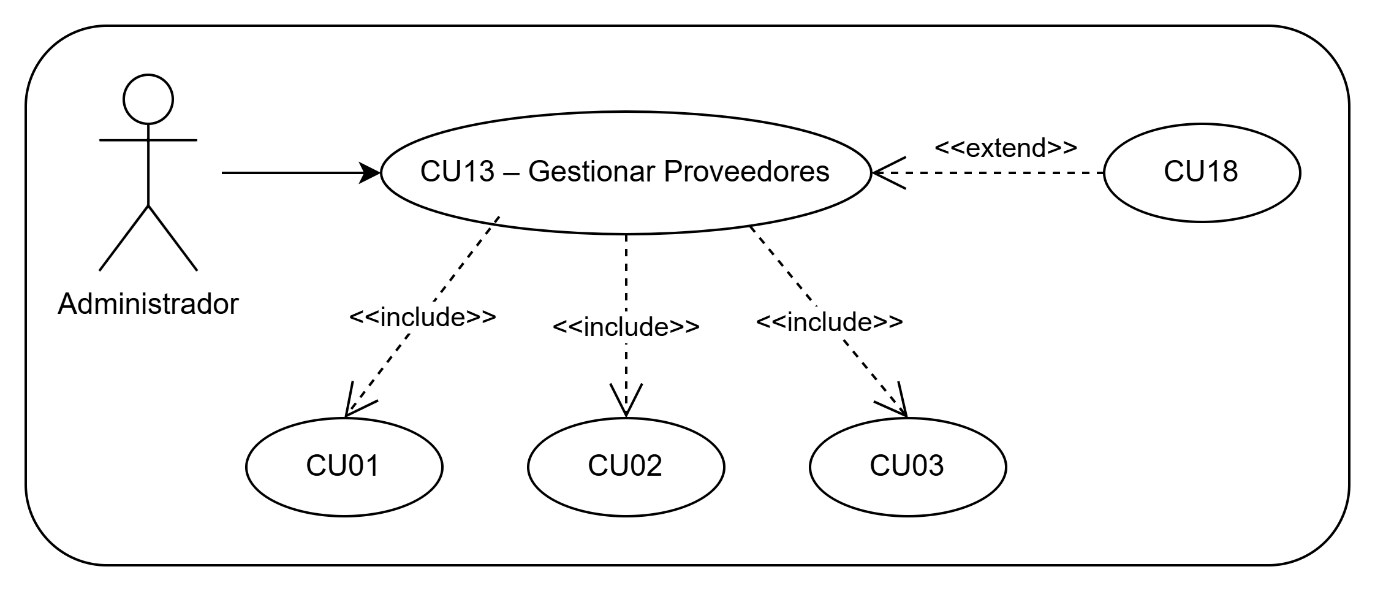 CU13 – Gestionar Proveedores
<<extend>>
CU18
Administrador
<<include>>
<<include>>
<<include>>
CU01
CU02
CU03